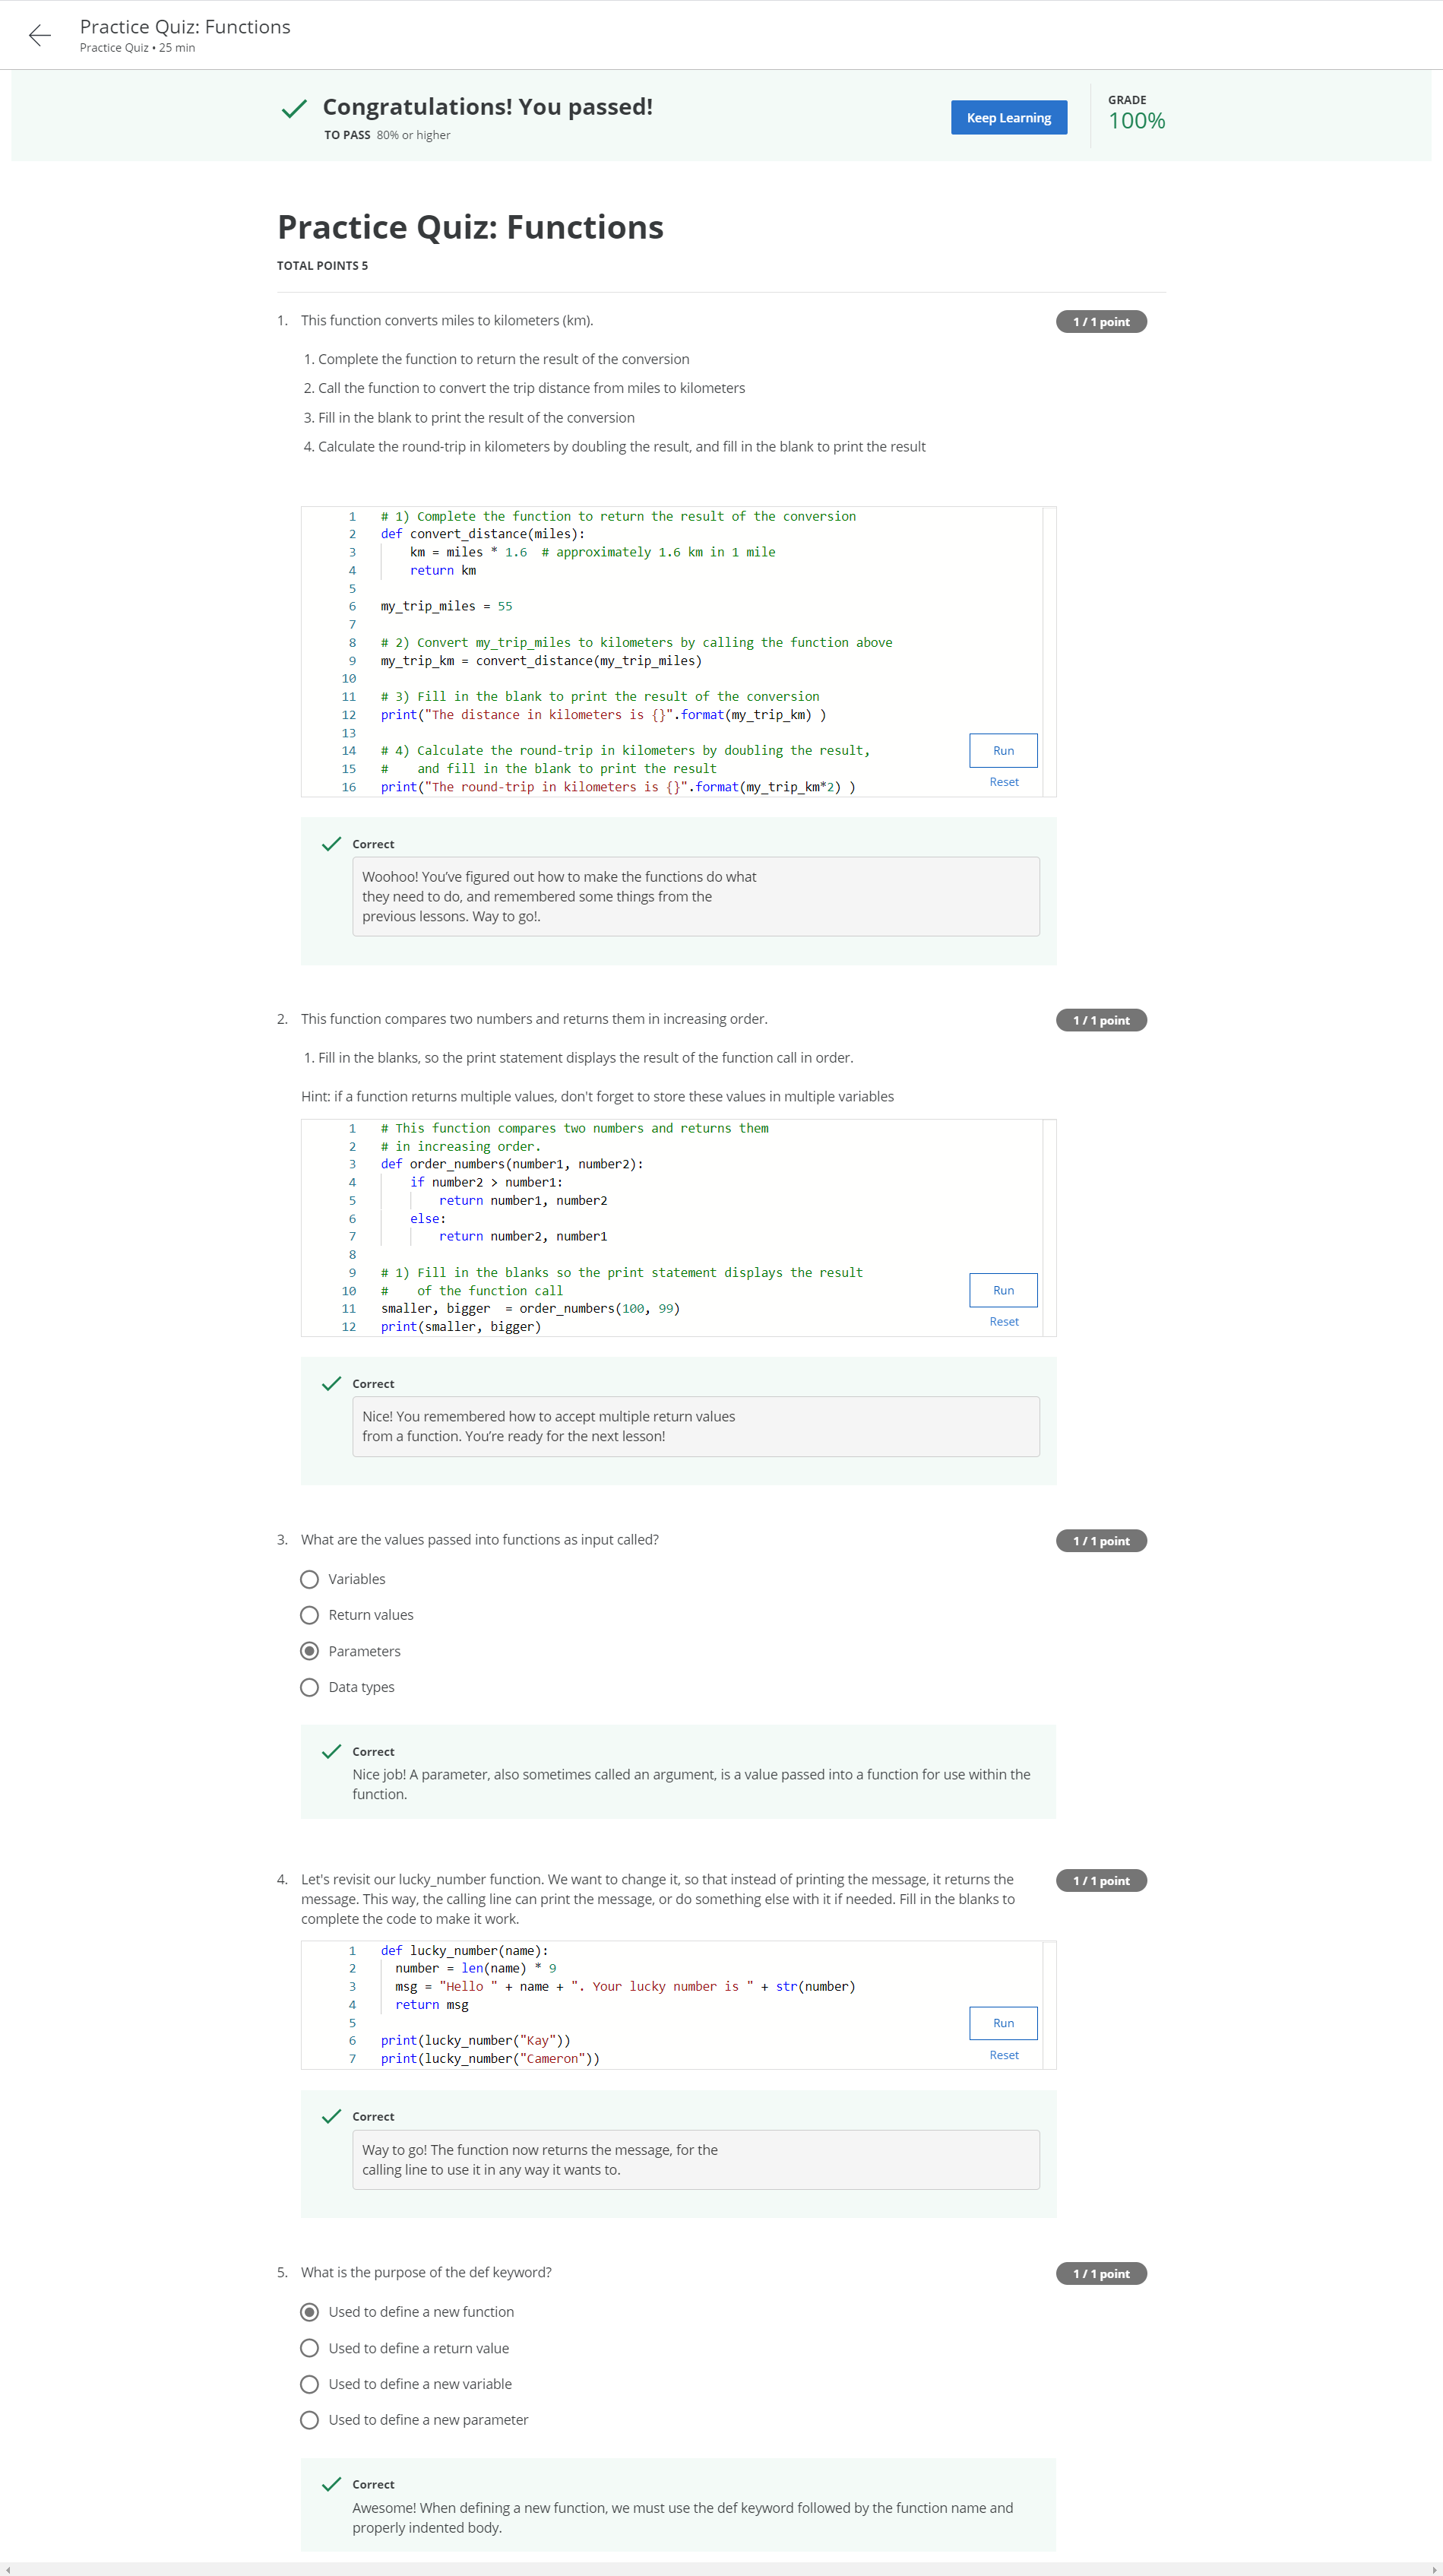 Practice Quiz: Functions
Practice Quiz • 25 min
Congratulations! You passed!
TO PASS 80% or higher
Keep Learning
GRADE
100%
Practice Quiz: Functions
TOTAL POINTS 5
1. This function converts miles to kilometers (km).
1 / 1 point
1. Complete the function to return the result of the conversion
2. Call the function to convert the trip distance from miles to kilometers
3. Fill in the blank to print the result of the conversion
4. Calculate the round-trip in kilometers by doubling the result, and fill in the blank to print the result
1 # 1) Complete the function to return the result of the conversion
2 def convert_distance(miles):
3     km = miles * 1.6  # approximately 1.6 km in 1 mile
4     return km
5
6 my_trip_miles = 55
7
8 # 2) Convert my_trip_miles to kilometers by calling the function above
9 my_trip_km = convert_distance(my_trip_miles)
10
11 # 3) Fill in the blank to print the result of the conversion
12 print("The distance in kilometers is {}".format(my_trip_km) )
13
14 # 4) Calculate the round-trip in kilometers by doubling the result,
15 #    and fill in the blank to print the result
16 print("The round-trip in kilometers is {}".format(my_trip_km*2) )
Run
Reset
Correct
Woohoo! You’ve figured out how to make the functions do what
they need to do, and remembered some things from the
previous lessons. Way to go!.
2. This function compares two numbers and returns them in increasing order.
1 / 1 point
1. Fill in the blanks, so the print statement displays the result of the function call in order.
Hint: if a function returns multiple values, don't forget to store these values in multiple variables
1 # This function compares two numbers and returns them
2 # in increasing order.
3 def order_numbers(number1, number2):
4     if number2 > number1:
5         return number1, number2
6     else:
7         return number2, number1
8
9 # 1) Fill in the blanks so the print statement displays the result
10 #    of the function call
11 smaller, bigger  = order_numbers(100, 99)
12 print(smaller, bigger)
Run
Reset
Correct
Nice! You remembered how to accept multiple return values
from a function. You’re ready for the next lesson!
3. What are the values passed into functions as input called?
1 / 1 point
Variables
Return values
Parameters
Data types
Correct
Nice job! A parameter, also sometimes called an argument, is a value passed into a function for use within the
function.
4. Let's revisit our lucky_number function. We want to change it, so that instead of printing the message, it returns the
1 / 1 point
message. This way, the calling line can print the message, or do something else with it if needed. Fill in the blanks to
complete the code to make it work.
1 def lucky_number(name):
2   number = len(name) * 9
3   msg = "Hello " + name + ". Your lucky number is " + str(number)
4   return msg
5
6 print(lucky_number("Kay"))
7 print(lucky_number("Cameron"))
Run
Reset
Correct
Way to go! The function now returns the message, for the
calling line to use it in any way it wants to.
5. What is the purpose of the def keyword?
1 / 1 point
Used to define a new function
Used to define a return value
Used to define a new variable
Used to define a new parameter
Correct
Awesome! When defining a new function, we must use the def keyword followed by the function name and
properly indented body.